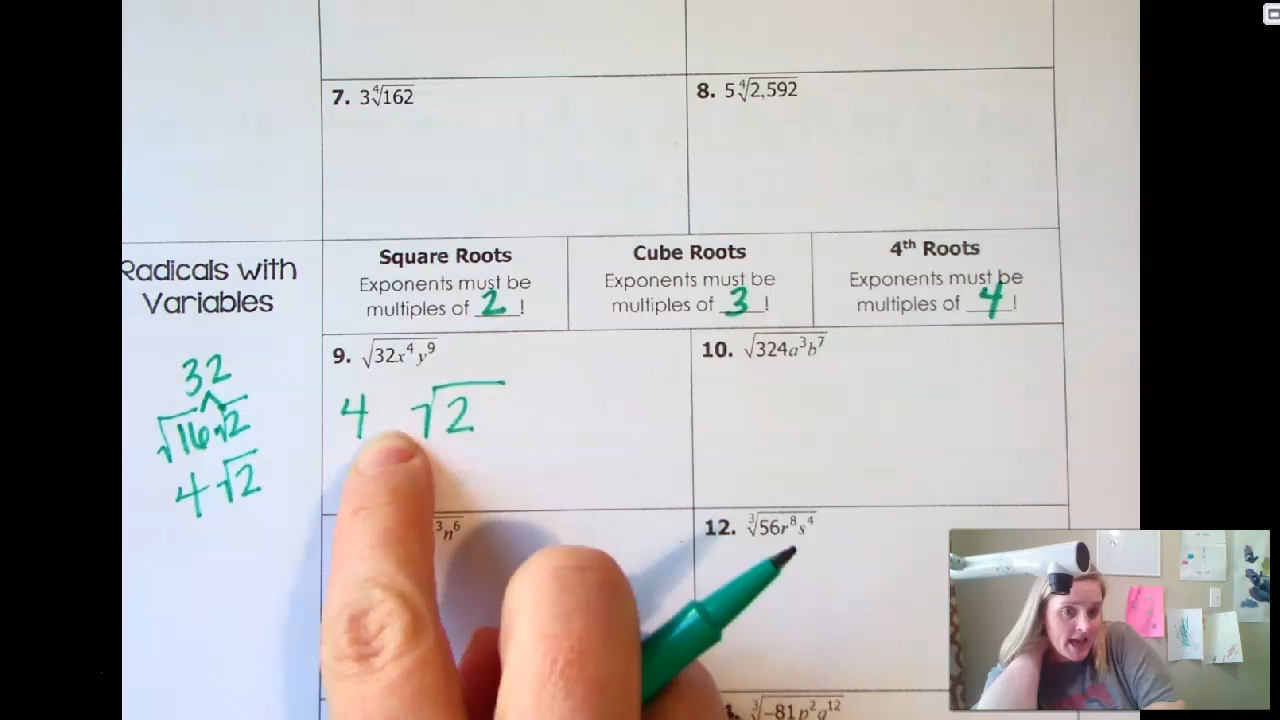 7. 3∜162
8. 5∜2,592
Radicals with
Variables
Square Roots
Exponents must be
multiples of 2!
Cube Roots
Exponents must be
multiples of 3!
4th Roots
Exponents must be
multiples of 4!
32
√16·√2
4√2
9. √32x⁴y⁹
4 √2
10. √324a³b⁷
³n⁶
12. ∛56r⁸s⁴
∛-81p²q¹²